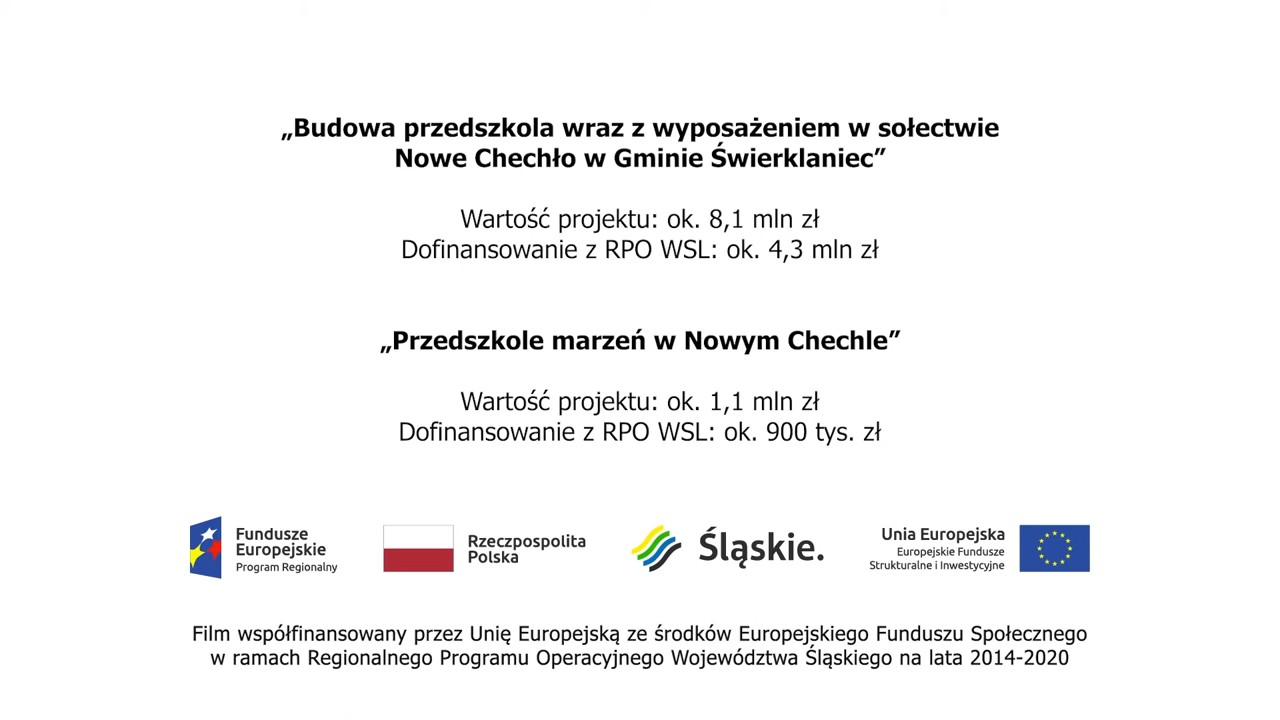 „Budowa przedszkola wraz z wyposażeniem w sołectwie
Nowe Chechło w Gminie Świerklaniec”
Wartość projektu: ok. 8,1 mln zł
Dofinansowanie z RPO WSL: ok. 4,3 mln zł
„Przedszkole marzeń w Nowym Chechle”
Wartość projektu: ok. 1,1 mln zł
Dofinansowanie z RPO WSL: ok. 900 tys. zł
Fundusze
Europejskie
Program Regionalny
Rzeczpospolita
Polska
Śląskie.
Unia Europejska
Europejskie Fundusze
Strukturalne i Inwestycyjne
Film współfinansowany przez Unię Europejską ze środków Europejskiego Funduszu Społecznego
w ramach Regionalnego Programu Operacyjnego Województwa Śląskiego na lata 2014-2020